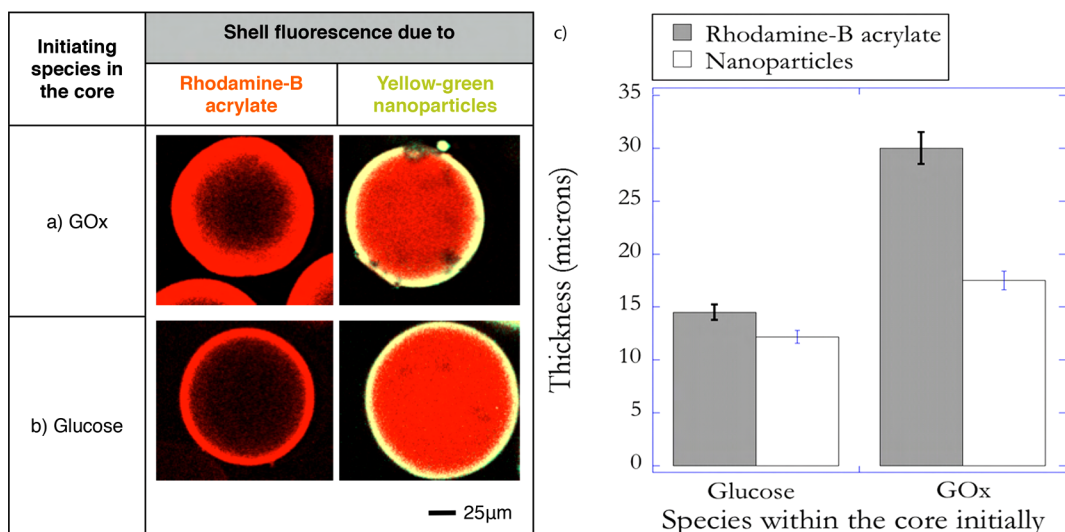 Initiating
species in
the core
Shell fluorescence due to
Rhodamine-B
acrylate
Yellow-green
nanoparticles
a) GOx
b) Glucose
25µm
c)
Rhodamine-B acrylate
Nanoparticles
Thickness (microns)
35
30
25
20
15
10
5
0
Glucose
GOx
Species within the core initially